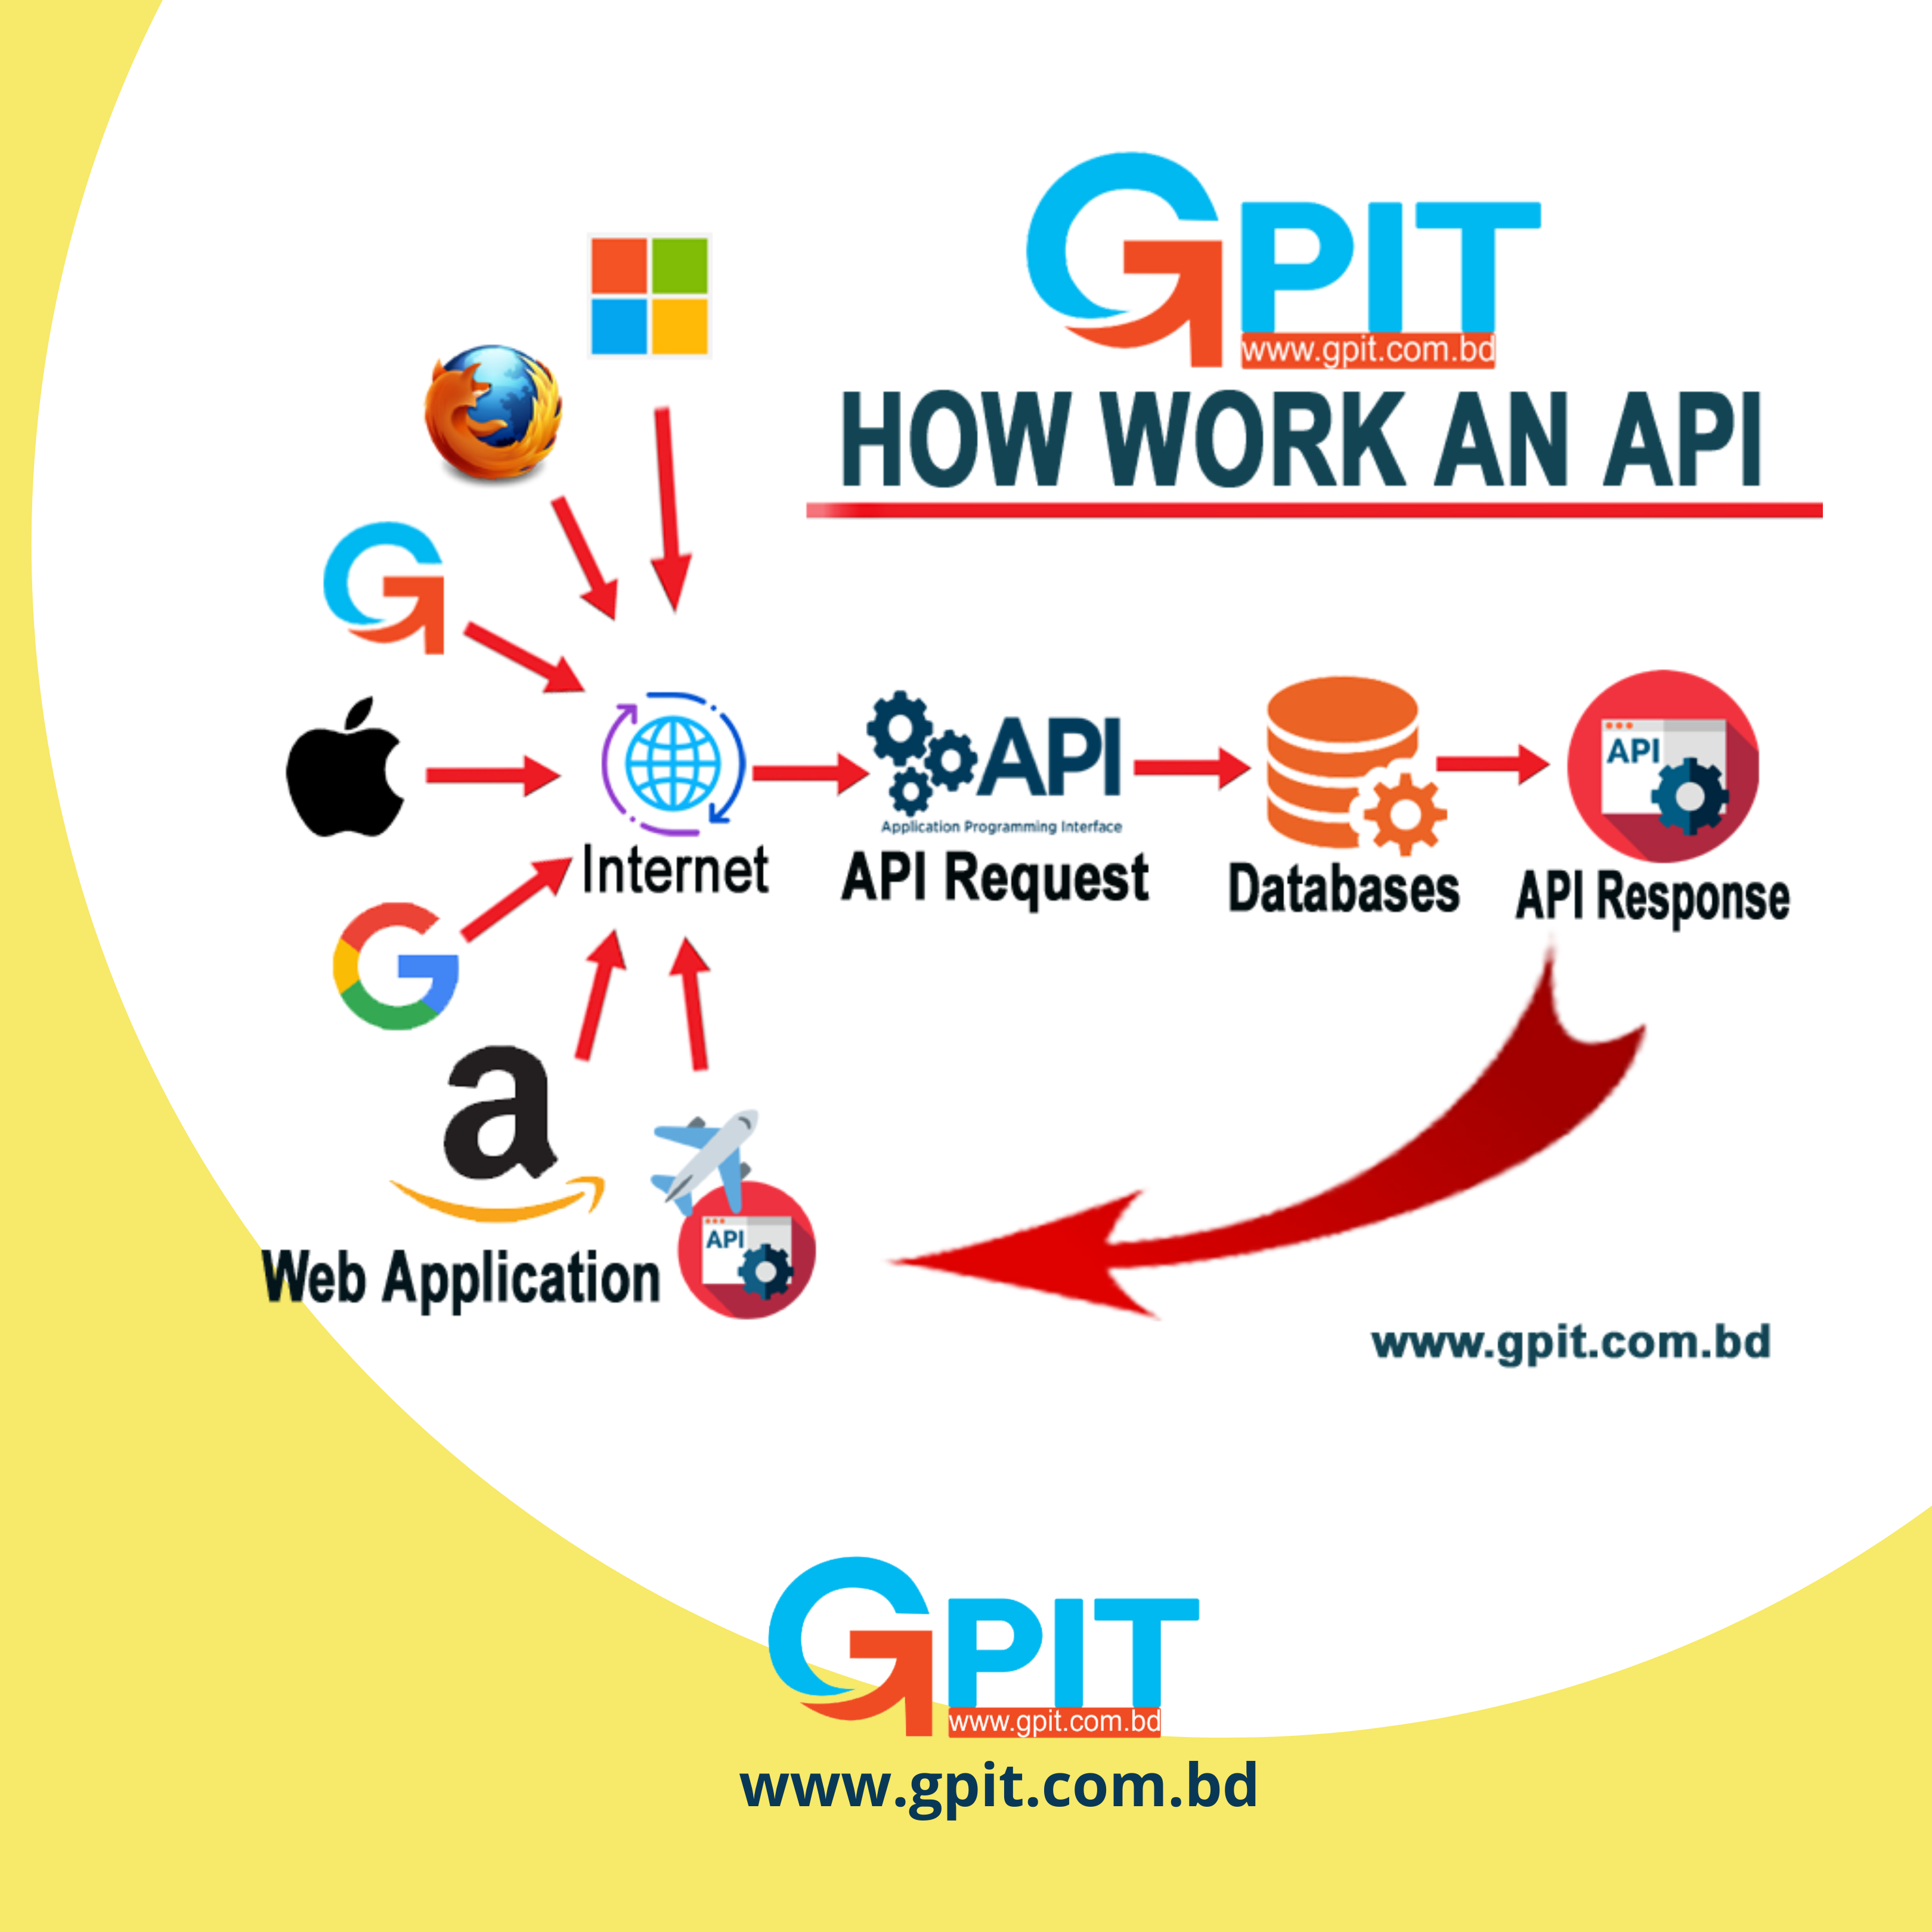 GPIT
www.gpit.com.bd
HOW WORK AN API
API
Application Programming Interface
API
Internet
API Request
Databases
API Response
a
API
Web Application
www.gpit.com.bd
GPIT
www.gpit.com.bd
www.gpit.com.bd